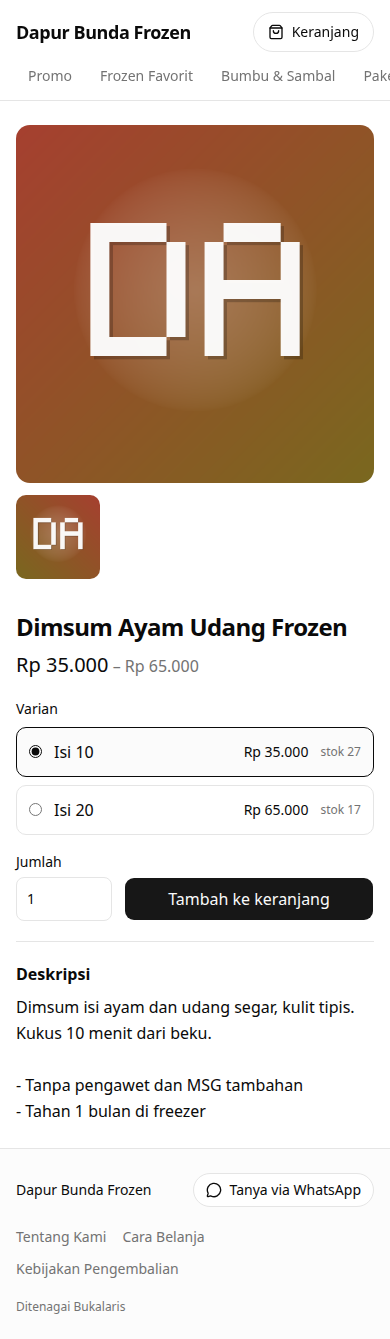 Dapur Bunda Frozen
Keranjang
Promo Frozen Favorit Bumbu & Sambal Pake
DA
DA
Dimsum Ayam Udang Frozen
Rp 35.000 – Rp 65.000
Varian
Isi 10 Rp 35.000 stok 27
Isi 20 Rp 65.000 stok 17
Jumlah
1 Tambah ke keranjang
Deskripsi
Dimsum isi ayam dan udang segar, kulit tipis.
Kukus 10 menit dari beku.
- Tanpa pengawet dan MSG tambahan
- Tahan 1 bulan di freezer
Dapur Bunda Frozen
Tanya via WhatsApp
Tentang Kami Cara Belanja
Kebijakan Pengembalian
Ditenagai Bukalaris